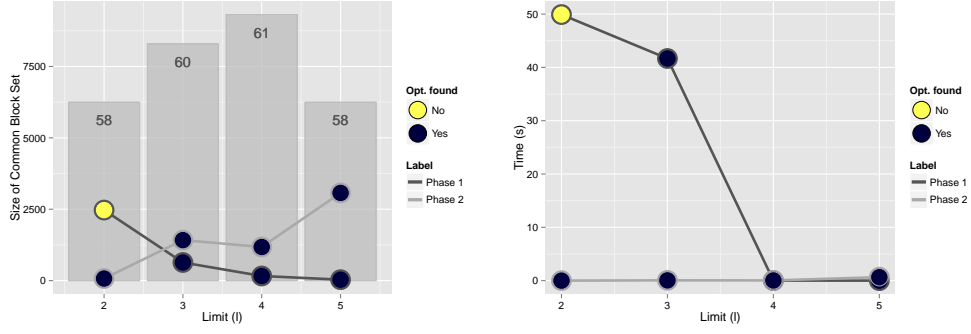 Size of Common Block Set
7500
5000
2500
0
58
60
61
58
2
3
4
5
Limit (l)
Opt. found
No
Yes
Label
Phase 1
Phase 2
Time (s)
50
40
30
20
10
0
2
3
4
5
Limit (l)
Opt. found
No
Yes
Label
Phase 1
Phase 2